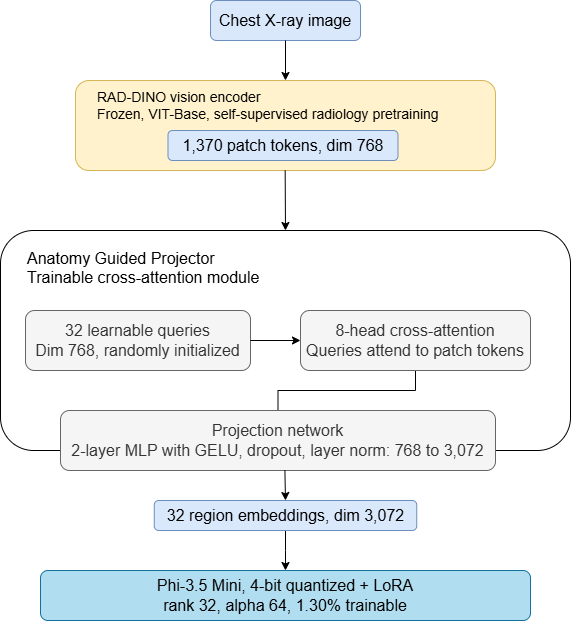 Chest X-ray image
RAD-DINO vision encoder
Frozen, VIT-Base, self-supervised radiology pretraining
1,370 patch tokens, dim 768
Anatomy Guided Projector
Trainable cross-attention module
32 learnable queries
Dim 768, randomly initialized
8-head cross-attention
Queries attend to patch tokens
Projection network
2-layer MLP with GELU, dropout, layer norm: 768 to 3,072
32 region embeddings, dim 3,072
Phi-3.5 Mini, 4-bit quantized + LoRA
rank 32, alpha 64, 1.30% trainable